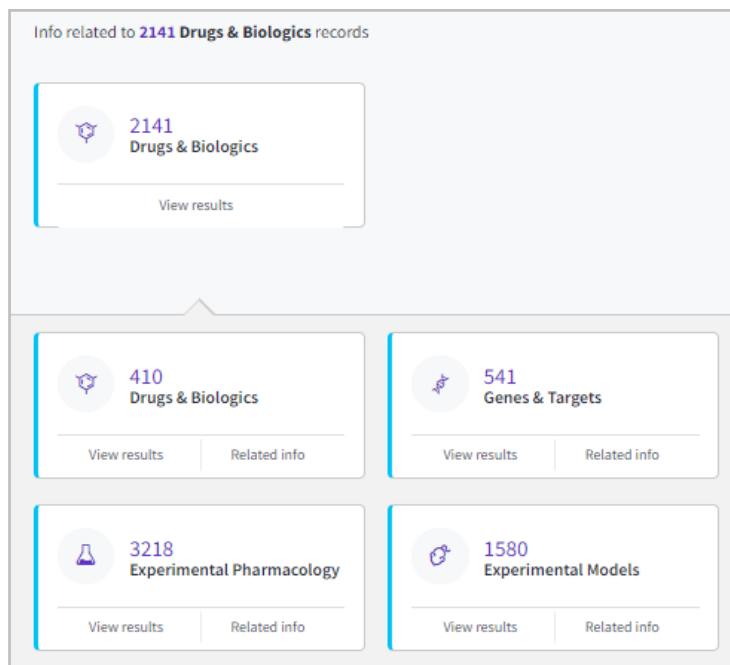 Info related to 2141 Drugs & Biologics records
2141
Drugs & Biologics
View results
410
Drugs & Biologics
View results
Related info
541
Genes & Targets
View results
Related info
3218
Experimental Pharmacology
View results
Related info
1580
Experimental Models
View results
Related info